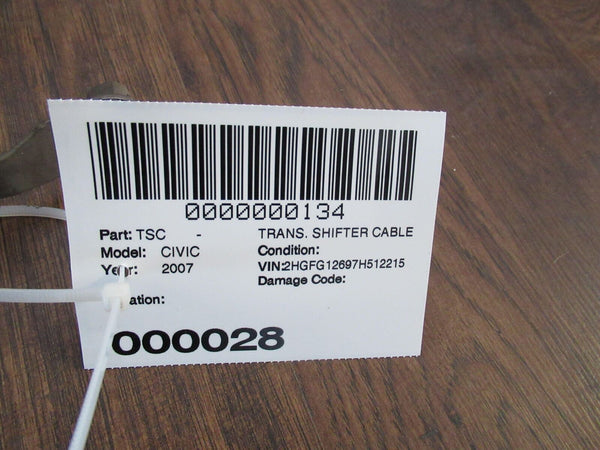 0000000134
Part: TSC - TRANS. SHIFTER CABLE
Model: CIVIC Condition:
Year: 2007 VIN:2HGFG12697H512215
Damage Code:
ation:
000028